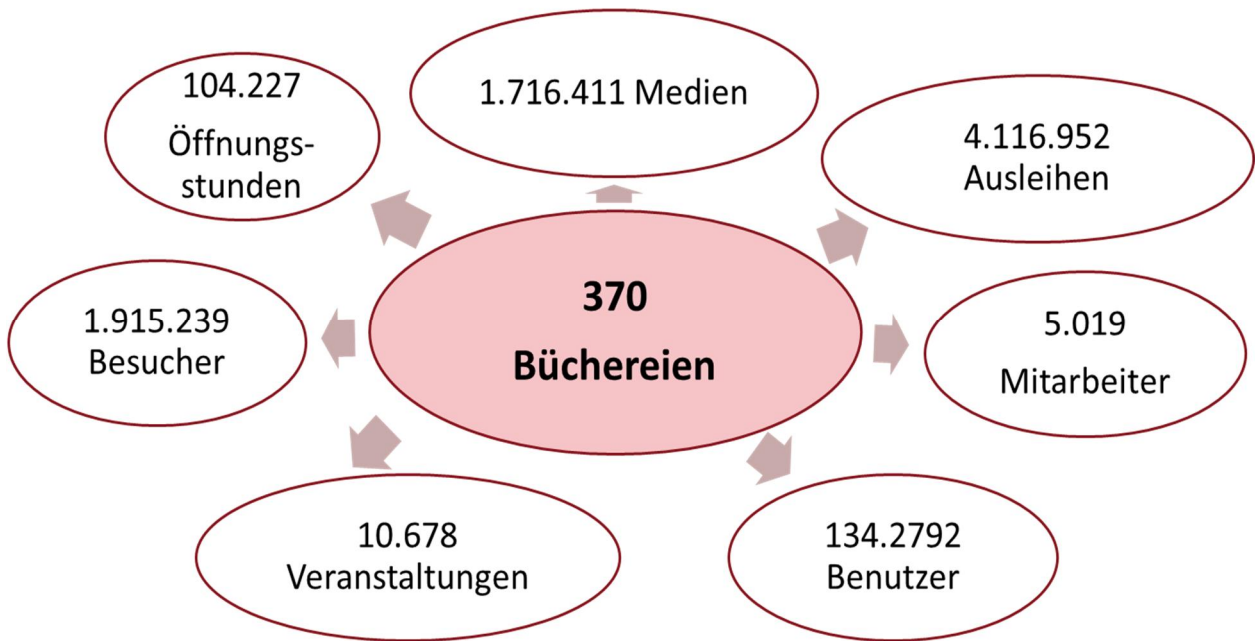 104.227
Öffnungs-
stunden
1.716.411 Medien
4.116.952
Ausleihen
370
Büchereien
1.915.239
Besucher
5.019
Mitarbeiter
10.678
Veranstaltungen
134.2792
Benutzer